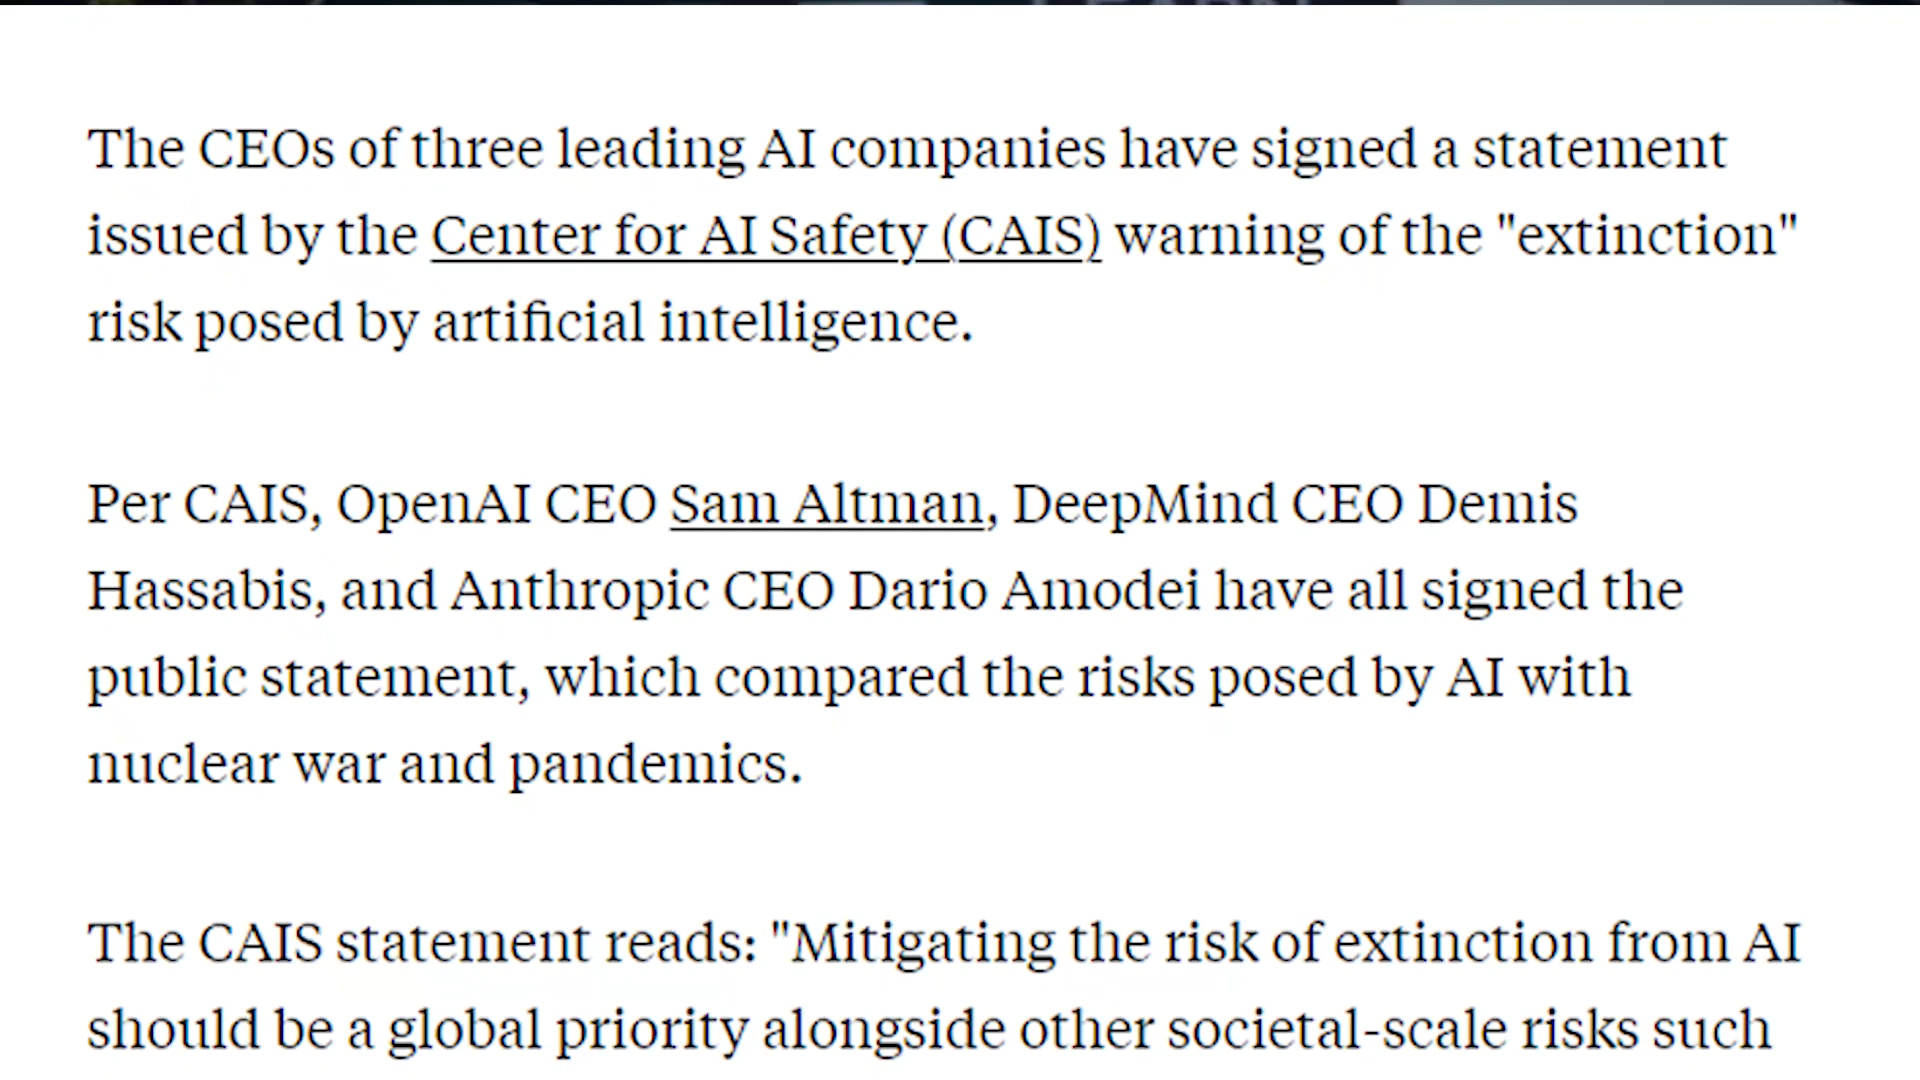 The CEOs of three leading AI companies have signed a statement
issued by the Center for AI Safety (CAIS) warning of the "extinction"
risk posed by artificial intelligence.
Per CAIS, OpenAI CEO Sam Altman, DeepMind CEO Demis
Hassabis, and Anthropic CEO Dario Amodei have all signed the
public statement, which compared the risks posed by AI with
nuclear war and pandemics.
The CAIS statement reads: "Mitigating the risk of extinction from AI
should be a global priority alongside other societal-scale risks such